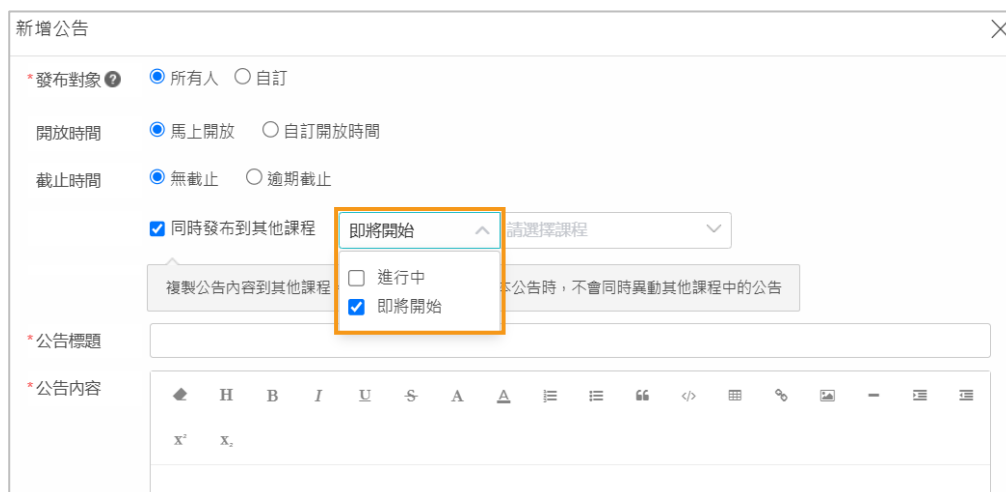 新增公告
*發布對象 ? 所有人 自訂
開放時間 馬上開放 自訂開放時間
截止時間 無截止 逾期截止
同時發布到其他課程 即將開始 請選擇課程
進行中
即將開始
複製公告內容到其他課程 本公告時，不會同時異動其他課程中的公告
*公告標題
*公告內容
H B I U S A A
X² X₂